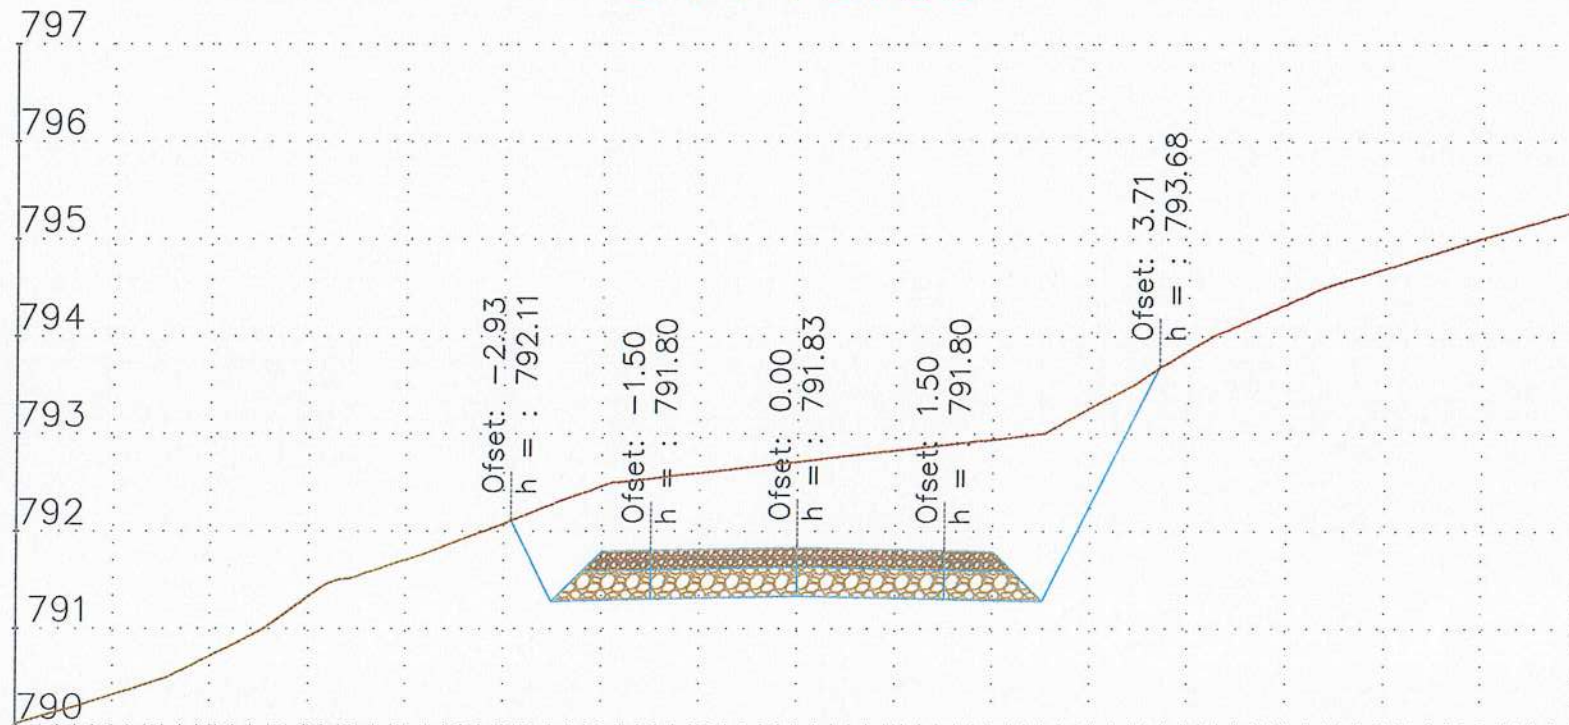 797
796
795
794
793
792
791
790
Ofset: -2.93
h = : 792.11
Ofset: -1.50
h = : 791.80
Ofset: 0.00
h = : 791.83
Ofset: 1.50
h = : 791.80
Ofset: 3.71
h = : 793.68